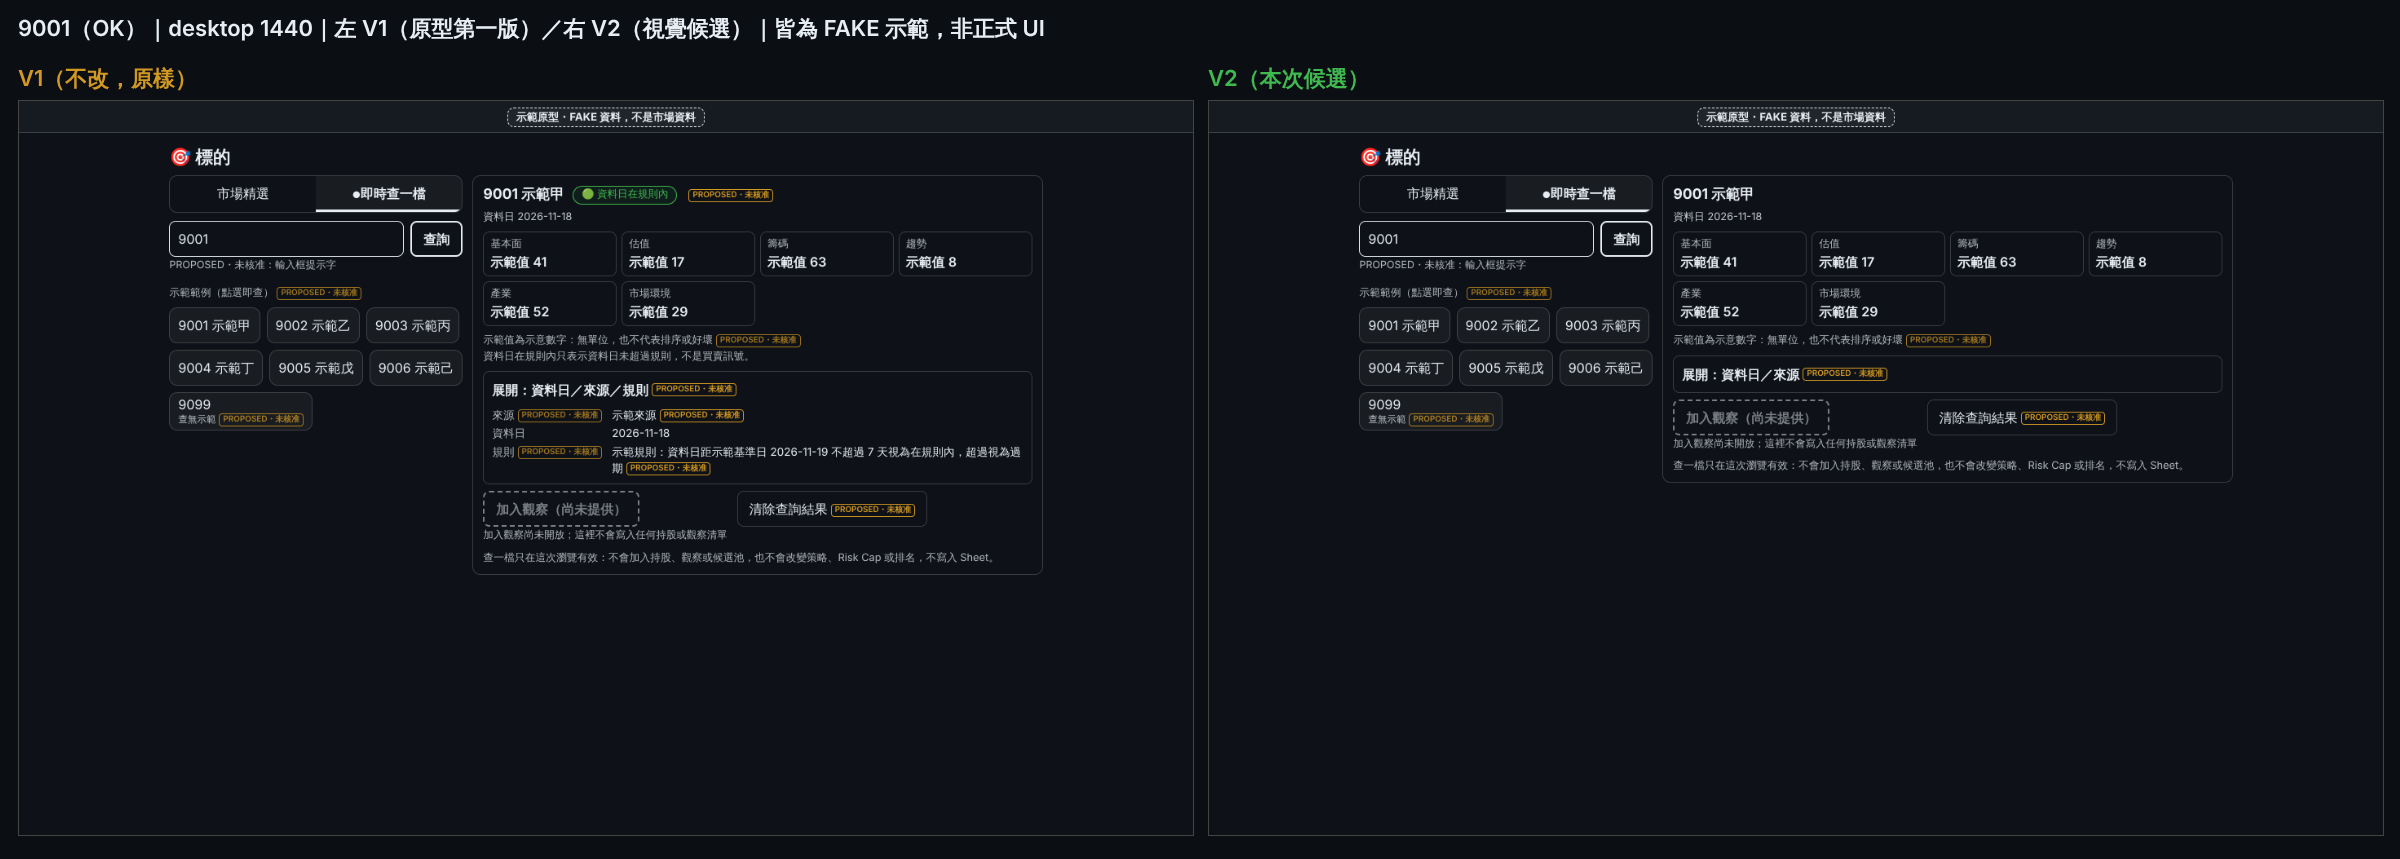 9001（OK）｜desktop 1440｜左 V1（原型第一版）／右 V2（視覺候選）｜皆為 FAKE 示範，非正式 UI
V1（不改，原樣）
示範原型・FAKE 資料，不是市場資料
🎯 標的
市場精選
●即時查一檔
9001
查詢
PROPOSED・未核准：輸入框提示字
示範範例（點選即查） PROPOSED・未核准
9001 示範甲
9002 示範乙
9003 示範丙
9004 示範丁
9005 示範戊
9006 示範己
9099
查無示範 PROPOSED・未核准
9001 示範甲 🟢 資料日在規則內 PROPOSED・未核准
資料日 2026-11-18
基本面
示範值 41
估值
示範值 17
籌碼
示範值 63
趨勢
示範值 8
產業
示範值 52
市場環境
示範值 29
示範值為示意數字：無單位，也不代表排序或好壞 PROPOSED・未核准
資料日在規則內只表示資料日未超過規則，不是買賣訊號。
展開：資料日／來源／規則 PROPOSED・未核准
來源 PROPOSED・未核准 示範來源 PROPOSED・未核准
資料日 2026-11-18
規則 PROPOSED・未核准 示範規則：資料日距示範基準日 2026-11-19 不超過 7 天視為在規則內，超過視為過
期 PROPOSED・未核准
加入觀察（尚未提供）
清除查詢結果 PROPOSED・未核准
加入觀察尚未開放；這裡不會寫入任何持股或觀察清單
查一檔只在這次瀏覽有效：不會加入持股、觀察或候選池，也不會改變策略、Risk Cap 或排名，不寫入 Sheet。
V2（本次候選）
示範原型・FAKE 資料，不是市場資料
🎯 標的
市場精選
●即時查一檔
9001
查詢
PROPOSED・未核准：輸入框提示字
示範範例（點選即查） PROPOSED・未核准
9001 示範甲
9002 示範乙
9003 示範丙
9004 示範丁
9005 示範戊
9006 示範己
9099
查無示範 PROPOSED・未核准
9001 示範甲
資料日 2026-11-18
基本面
示範值 41
估值
示範值 17
籌碼
示範值 63
趨勢
示範值 8
產業
示範值 52
市場環境
示範值 29
示範值為示意數字：無單位，也不代表排序或好壞 PROPOSED・未核准
展開：資料日／來源 PROPOSED・未核准
加入觀察（尚未提供）
清除查詢結果 PROPOSED・未核准
加入觀察尚未開放；這裡不會寫入任何持股或觀察清單
查一檔只在這次瀏覽有效：不會加入持股、觀察或候選池，也不會改變策略、Risk Cap 或排名，不寫入 Sheet。